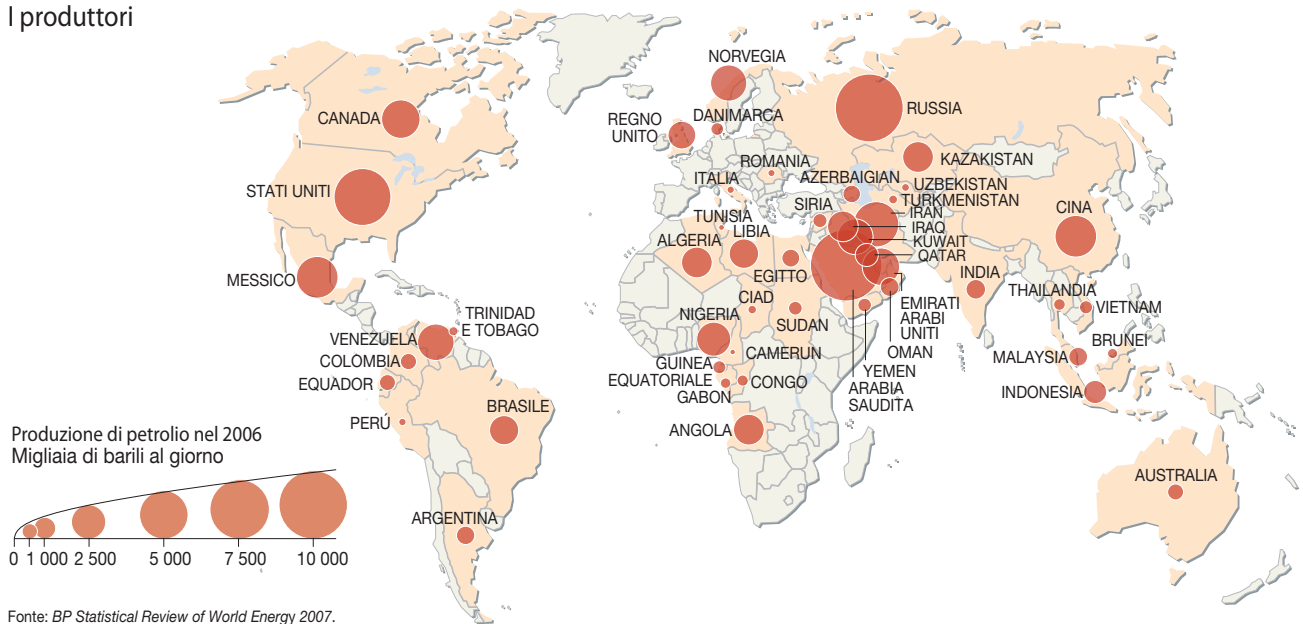 I produttori
NORVEGIA
CANADA
REGNO
UNITO
DANIMARCA
RUSSIA
STATI UNITI
ROMANIA
ITALIA
AZERBAIGIAN
KAZAKISTAN
UZBEKISTAN
TURKMENISTAN
SIRIA
IRAN
IRAQ
KUWAIT
QATAR
CINA
TUNISIA
LIBIA
ALGERIA
EGITTO
MESSICO
INDIA
THAILANDIA
VIETNAM
CIAD
SUDAN
NIGERIA
EMIRATI
ARABI
UNITI
OMAN
YEMEN
ARABIA
SAUDITA
TRINIDAD
E TOBAGO
VENEZUELA
COLOMBIA
EQUADOR
PERÚ
BRASILE
ARGENTINA
CAMERUN
GUINEA
EQUATORIALE
GABON
CONGO
ANGOLA
BRUNEI
MALAYSIA
INDONESIA
AUSTRALIA
Produzione di petrolio nel 2006
Migliaia di barili al giorno
0 1 000 2 500 5 000 7 500 10 000
Fonte: BP Statistical Review of World Energy 2007.